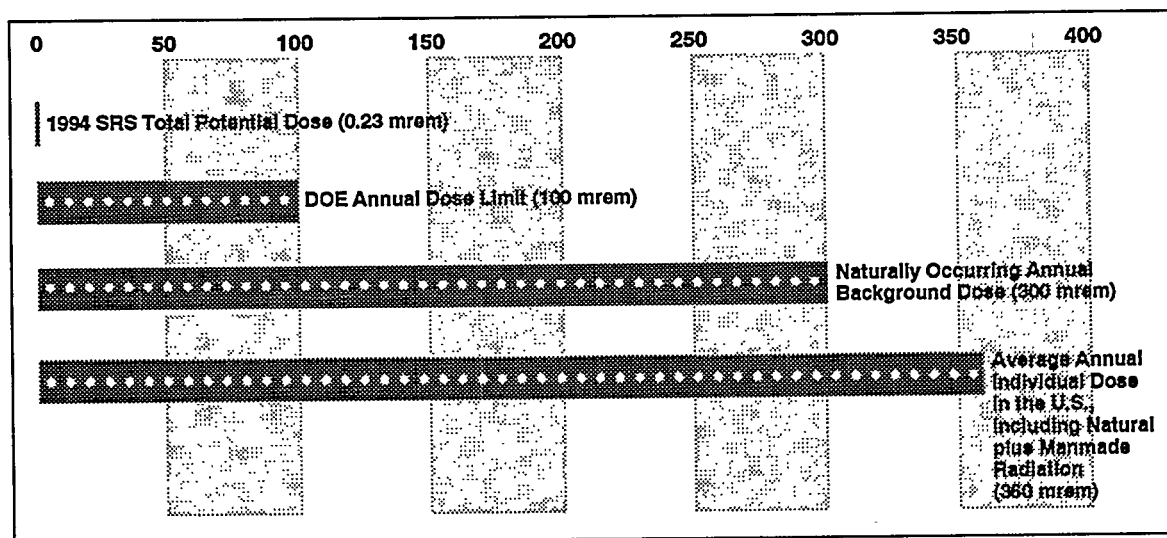 0 50 100 150 200 250 300 350 400
1994 SRS Total Potential Dose (0.23 mrem)
DOE Annual Dose Limit (100 mrem)
Naturally Occurring Annual
Background Dose (300 mrem)
Average Annual
Individual Dose
in the U.S.,
Including Natural
plus Manmade
Radiation
(360 mrem)